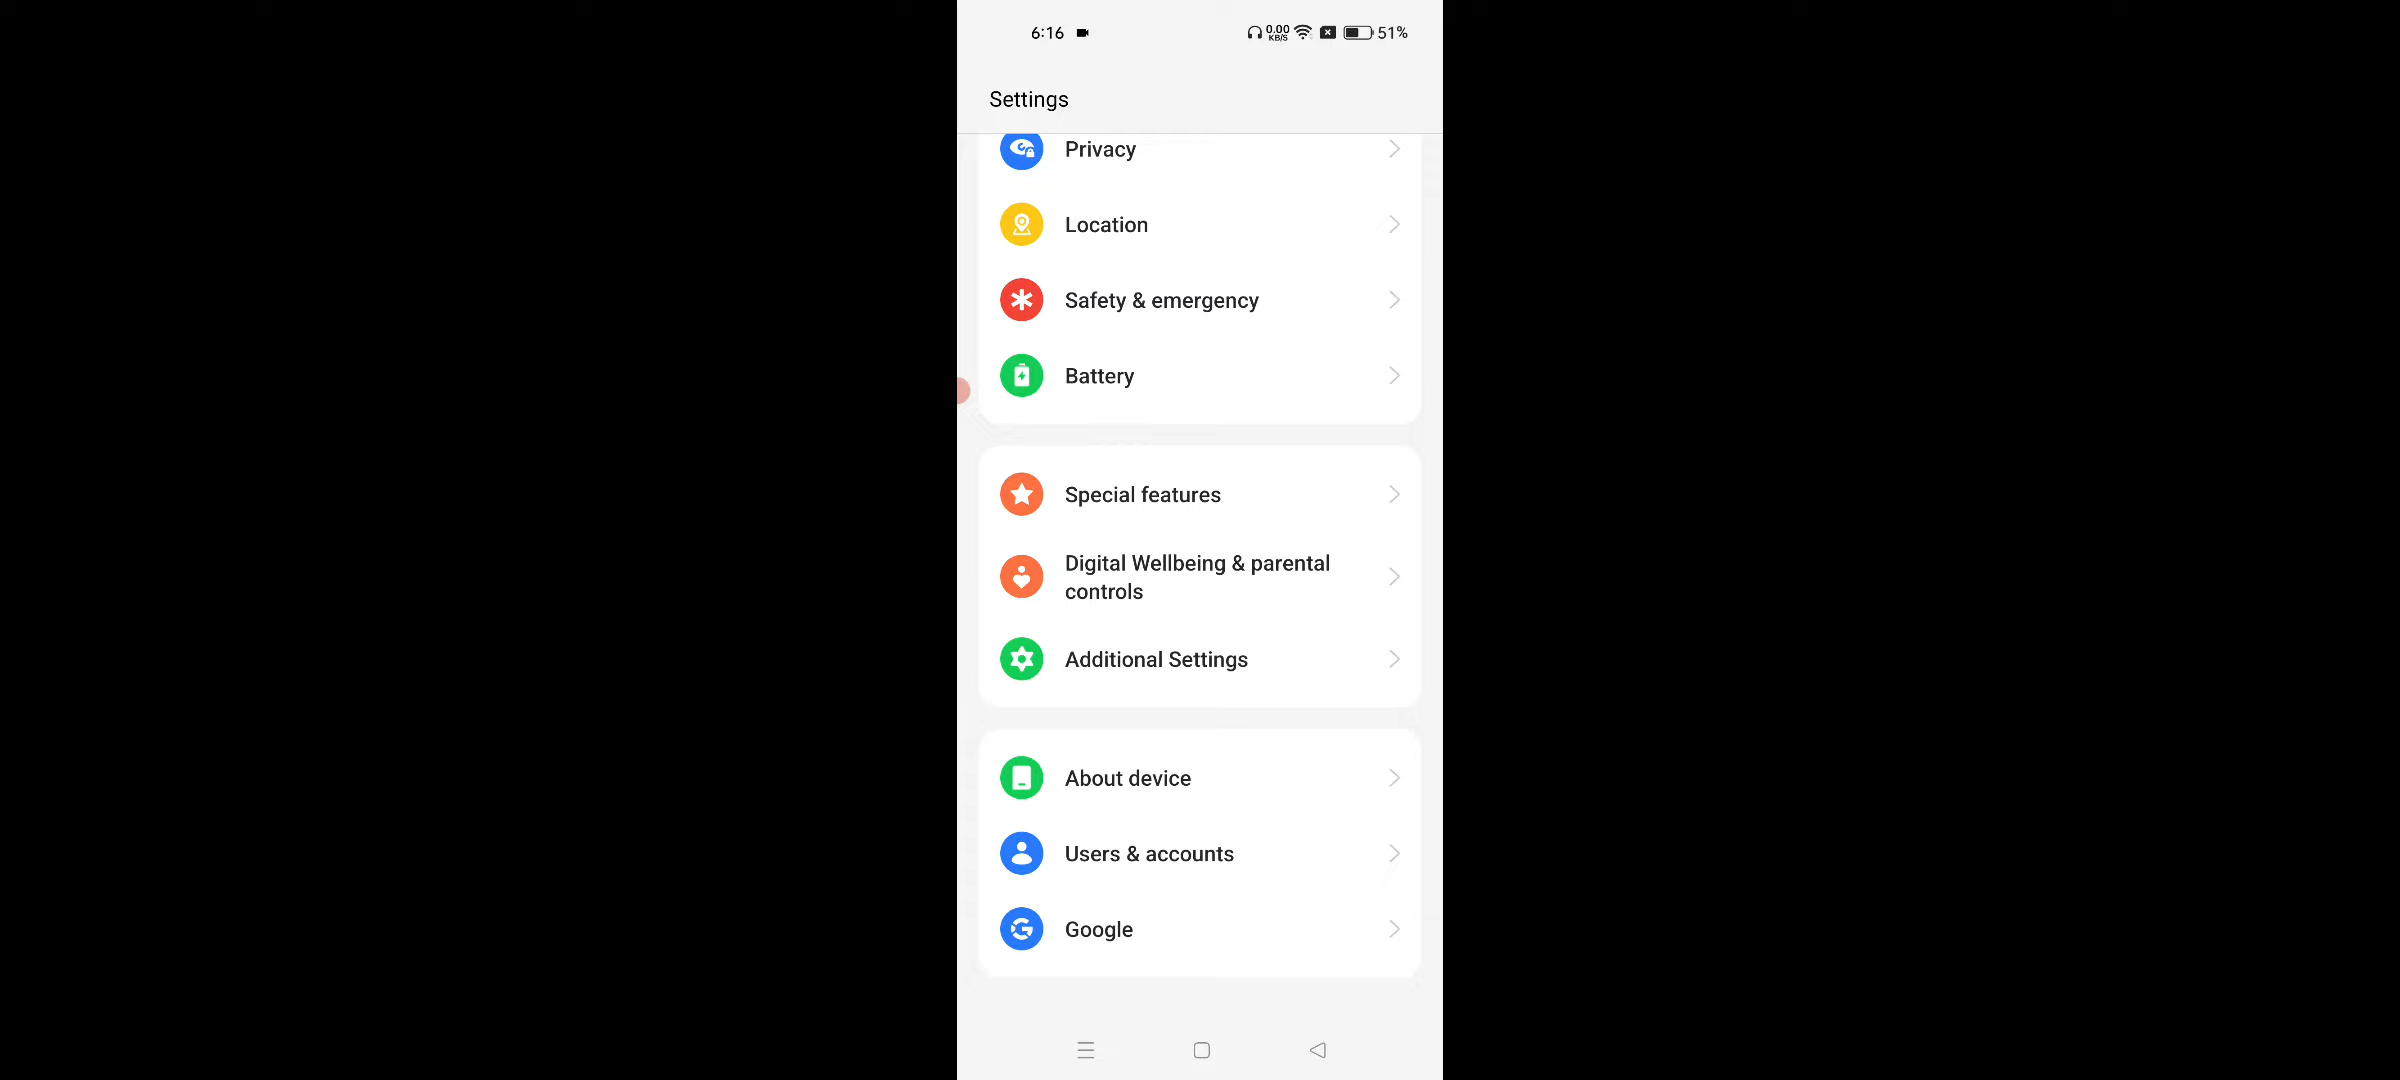 6:16
0.00 KB/S
51%
Settings
Privacy
Location
Safety & emergency
Battery
Special features
Digital Wellbeing & parental
controls
Additional Settings
About device
Users & accounts
Google